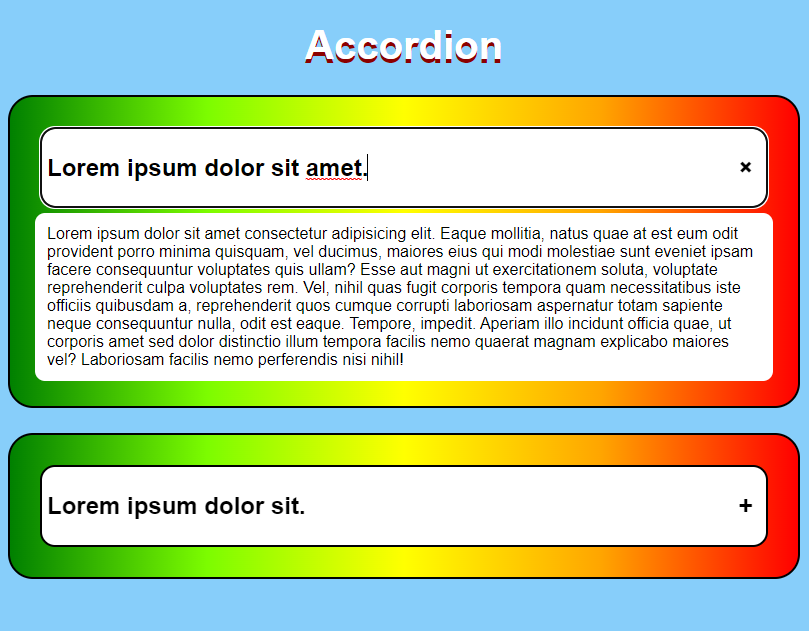 Accordion
Lorem ipsum dolor sit amet.
×
Lorem ipsum dolor sit amet consectetur adipisicing elit. Eaque mollitia, natus quae at est eum odit
provident porro minima quisquam, vel ducimus, maiores eius qui modi molestiae sunt eveniet ipsam
facere consequuntur voluptates quis ullam? Esse aut magni ut exercitationem soluta, voluptate
reprehenderit culpa voluptates rem. Vel, nihil quas fugit corporis tempora quam necessitatibus iste
officiis quibusdam a, reprehenderit quos cumque corrupti laboriosam aspernatur totam sapiente
neque consequuntur nulla, odit est eaque. Tempore, impedit. Aperiam illo incidunt officia quae, ut
corporis amet sed dolor distinctio illum tempora facilis nemo quaerat magnam explicabo maiores
vel? Laboriosam facilis nemo perferendis nisi nihil!
Lorem ipsum dolor sit.
+